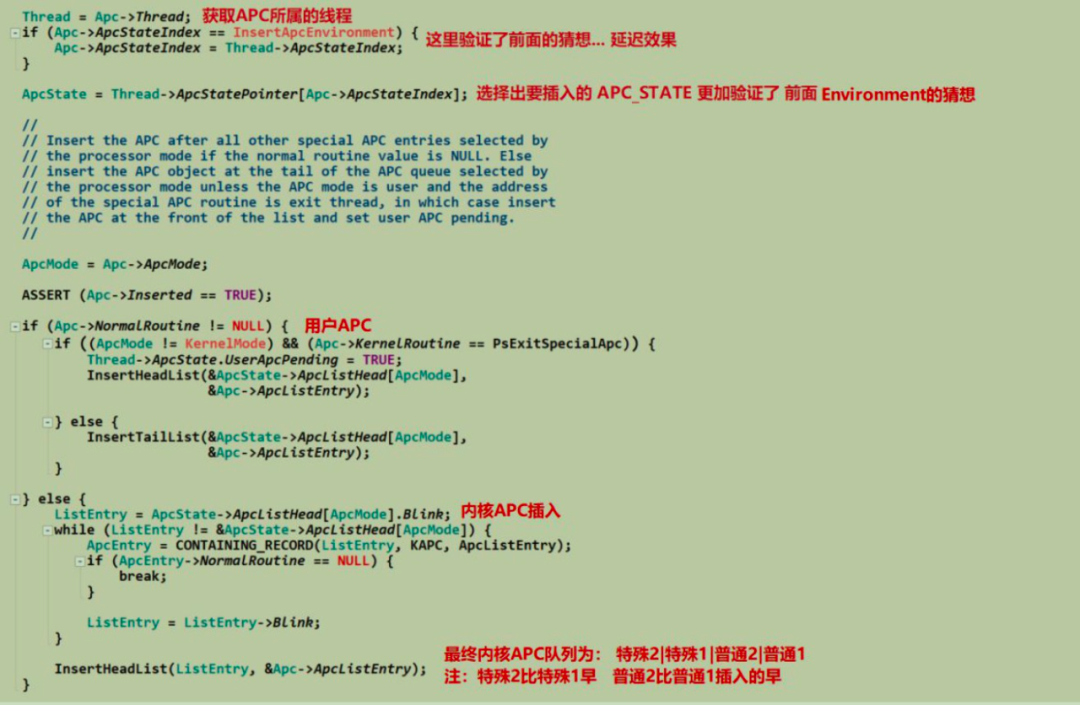 Thread = Apc->Thread; 获取APC所属的线程
if (Apc->ApcStateIndex == InsertApcEnvironment) { 这里验证了前面的猜想... 延迟效果
Apc->ApcStateIndex = Thread->ApcStateIndex;
}
ApcState = Thread->ApcStatePointer[Apc->ApcStateIndex]; 选择出要插入的 APC_STATE 更加验证了 前面 Environment的猜想
//
// Insert the APC after all other special APC entries selected by
// the processor mode if the normal routine value is NULL. Else
// insert the APC object at the tail of the APC queue selected by
// the processor mode unless the APC mode is user and the address
// of the special APC routine is exit thread, in which case insert
// the APC at the front of the list and set user APC pending.
//
ApcMode = Apc->ApcMode;
ASSERT (Apc->Inserted == TRUE);
if (Apc->NormalRoutine != NULL) { 用户APC
if ((ApcMode != KernelMode) && (Apc->KernelRoutine == PsExitSpecialApc)) {
Thread->ApcState.UserApcPending = TRUE;
InsertHeadList(&ApcState->ApcListHead[ApcMode],
&Apc->ApcListEntry);
} else {
InsertTailList(&ApcState->ApcListHead[ApcMode],
&Apc->ApcListEntry);
}
} else {
ListEntry = ApcState->ApcListHead[ApcMode].Blink; 内核APC插入
while (ListEntry != &ApcState->ApcListHead[ApcMode]) {
ApcEntry = CONTAINING_RECORD(ListEntry, KAPC, ApcListEntry);
if (ApcEntry->NormalRoutine == NULL) {
break;
}
ListEntry = ListEntry->Blink;
}
最终内核APC队列为: 特殊2|特殊1|普通2|普通1
InsertHeadList(ListEntry, &Apc->ApcListEntry);
注: 特殊2比特殊1早 普通2比普通1插入的早
}